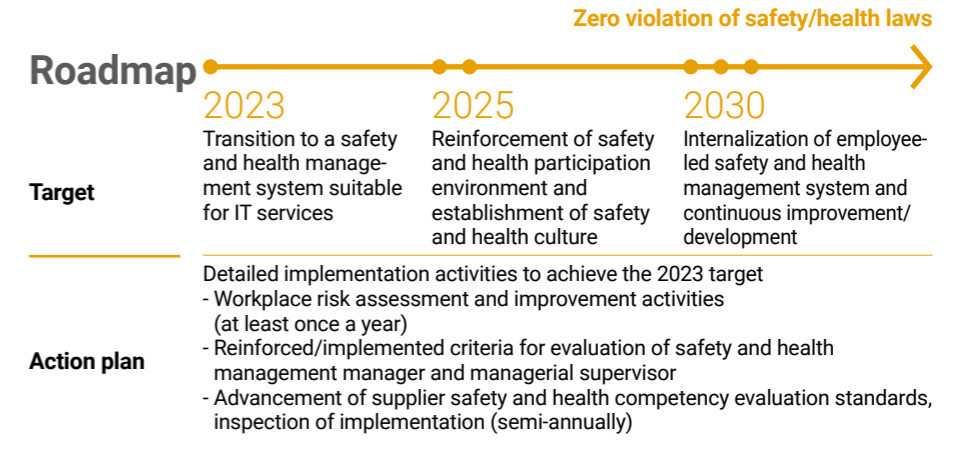 Zero violation of safety/health laws
Roadmap
2023
Transition to a safety
and health manage-
ment system suitable
for IT services
2025
Reinforcement of safety
and health participation
environment and
establishment of safety
and health culture
2030
Internalization of employee-
led safety and health
management system and
continuous improvement/
development
Target
Detailed implementation activities to achieve the 2023 target
- Workplace risk assessment and improvement activities
(at least once a year)
- Reinforced/implemented criteria for evaluation of safety and health
management manager and managerial supervisor
- Advancement of supplier safety and health competency evaluation standards,
inspection of implementation (semi-annually)
Action plan